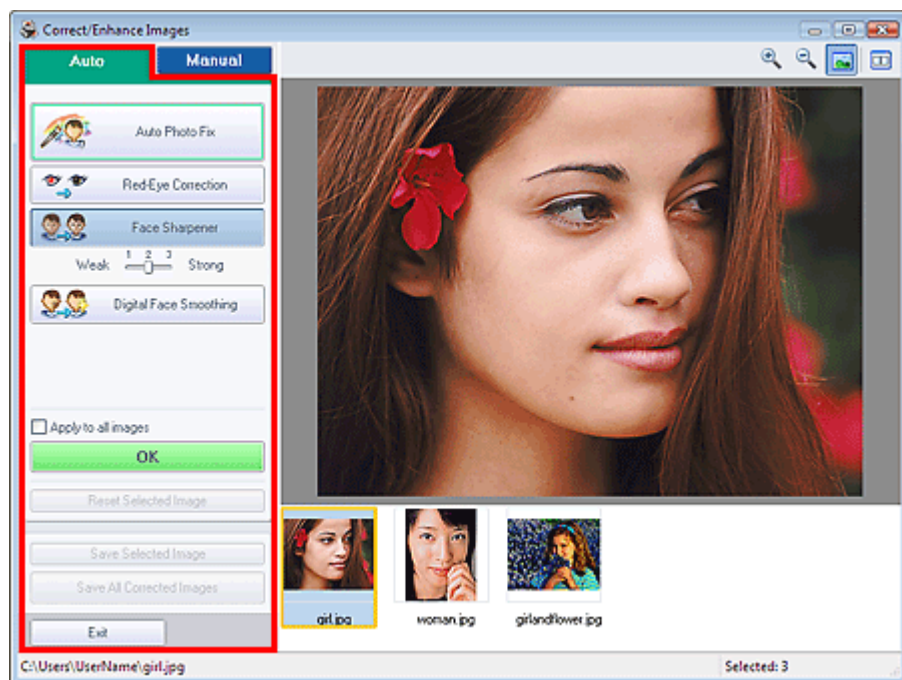 Correct/Enhance Images
Auto
Manual
Auto Photo Fix
Red-Eye Correction
Face Sharpener
1 2 3
Weak Strong
Digital Face Smoothing
Apply to all images
OK
Reset Selected Image
Save Selected Image
Save All Corrected Images
Exit
girl.jpg
woman.jpg
girlandflower.jpg
C:\Users\UserName\girl.jpg
Selected: 3